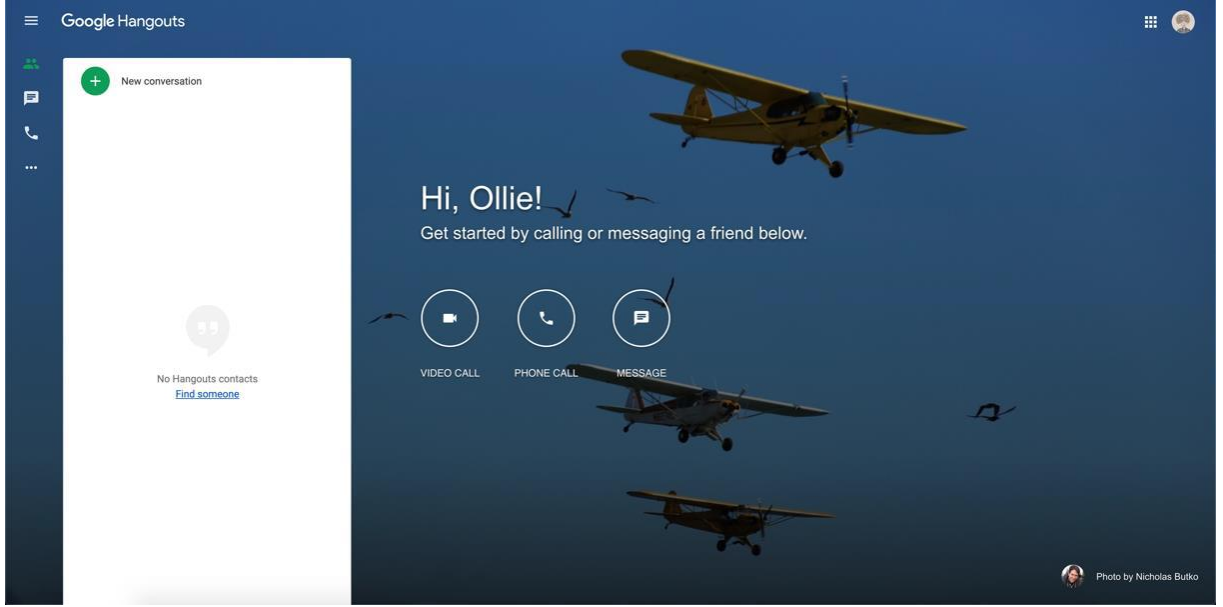 Google Hangouts
New conversation
Hi, Ollie!
Get started by calling or messaging a friend below.
VIDEO CALL
PHONE CALL
MESSAGE
No Hangouts contacts
Find someone
Photo by Nicholas Butko